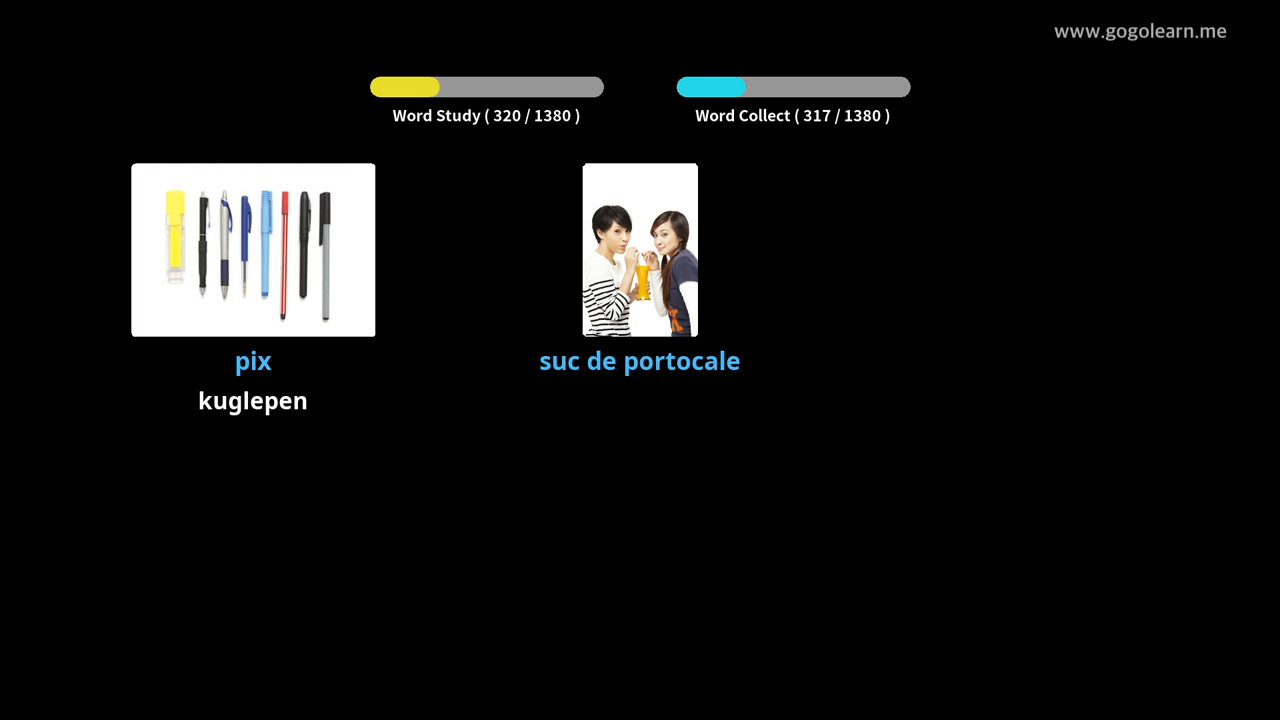 www.gogolearn.me
Word Study ( 320 / 1380 )
Word Collect ( 317 / 1380 )
pix
suc de portocale
kuglepen